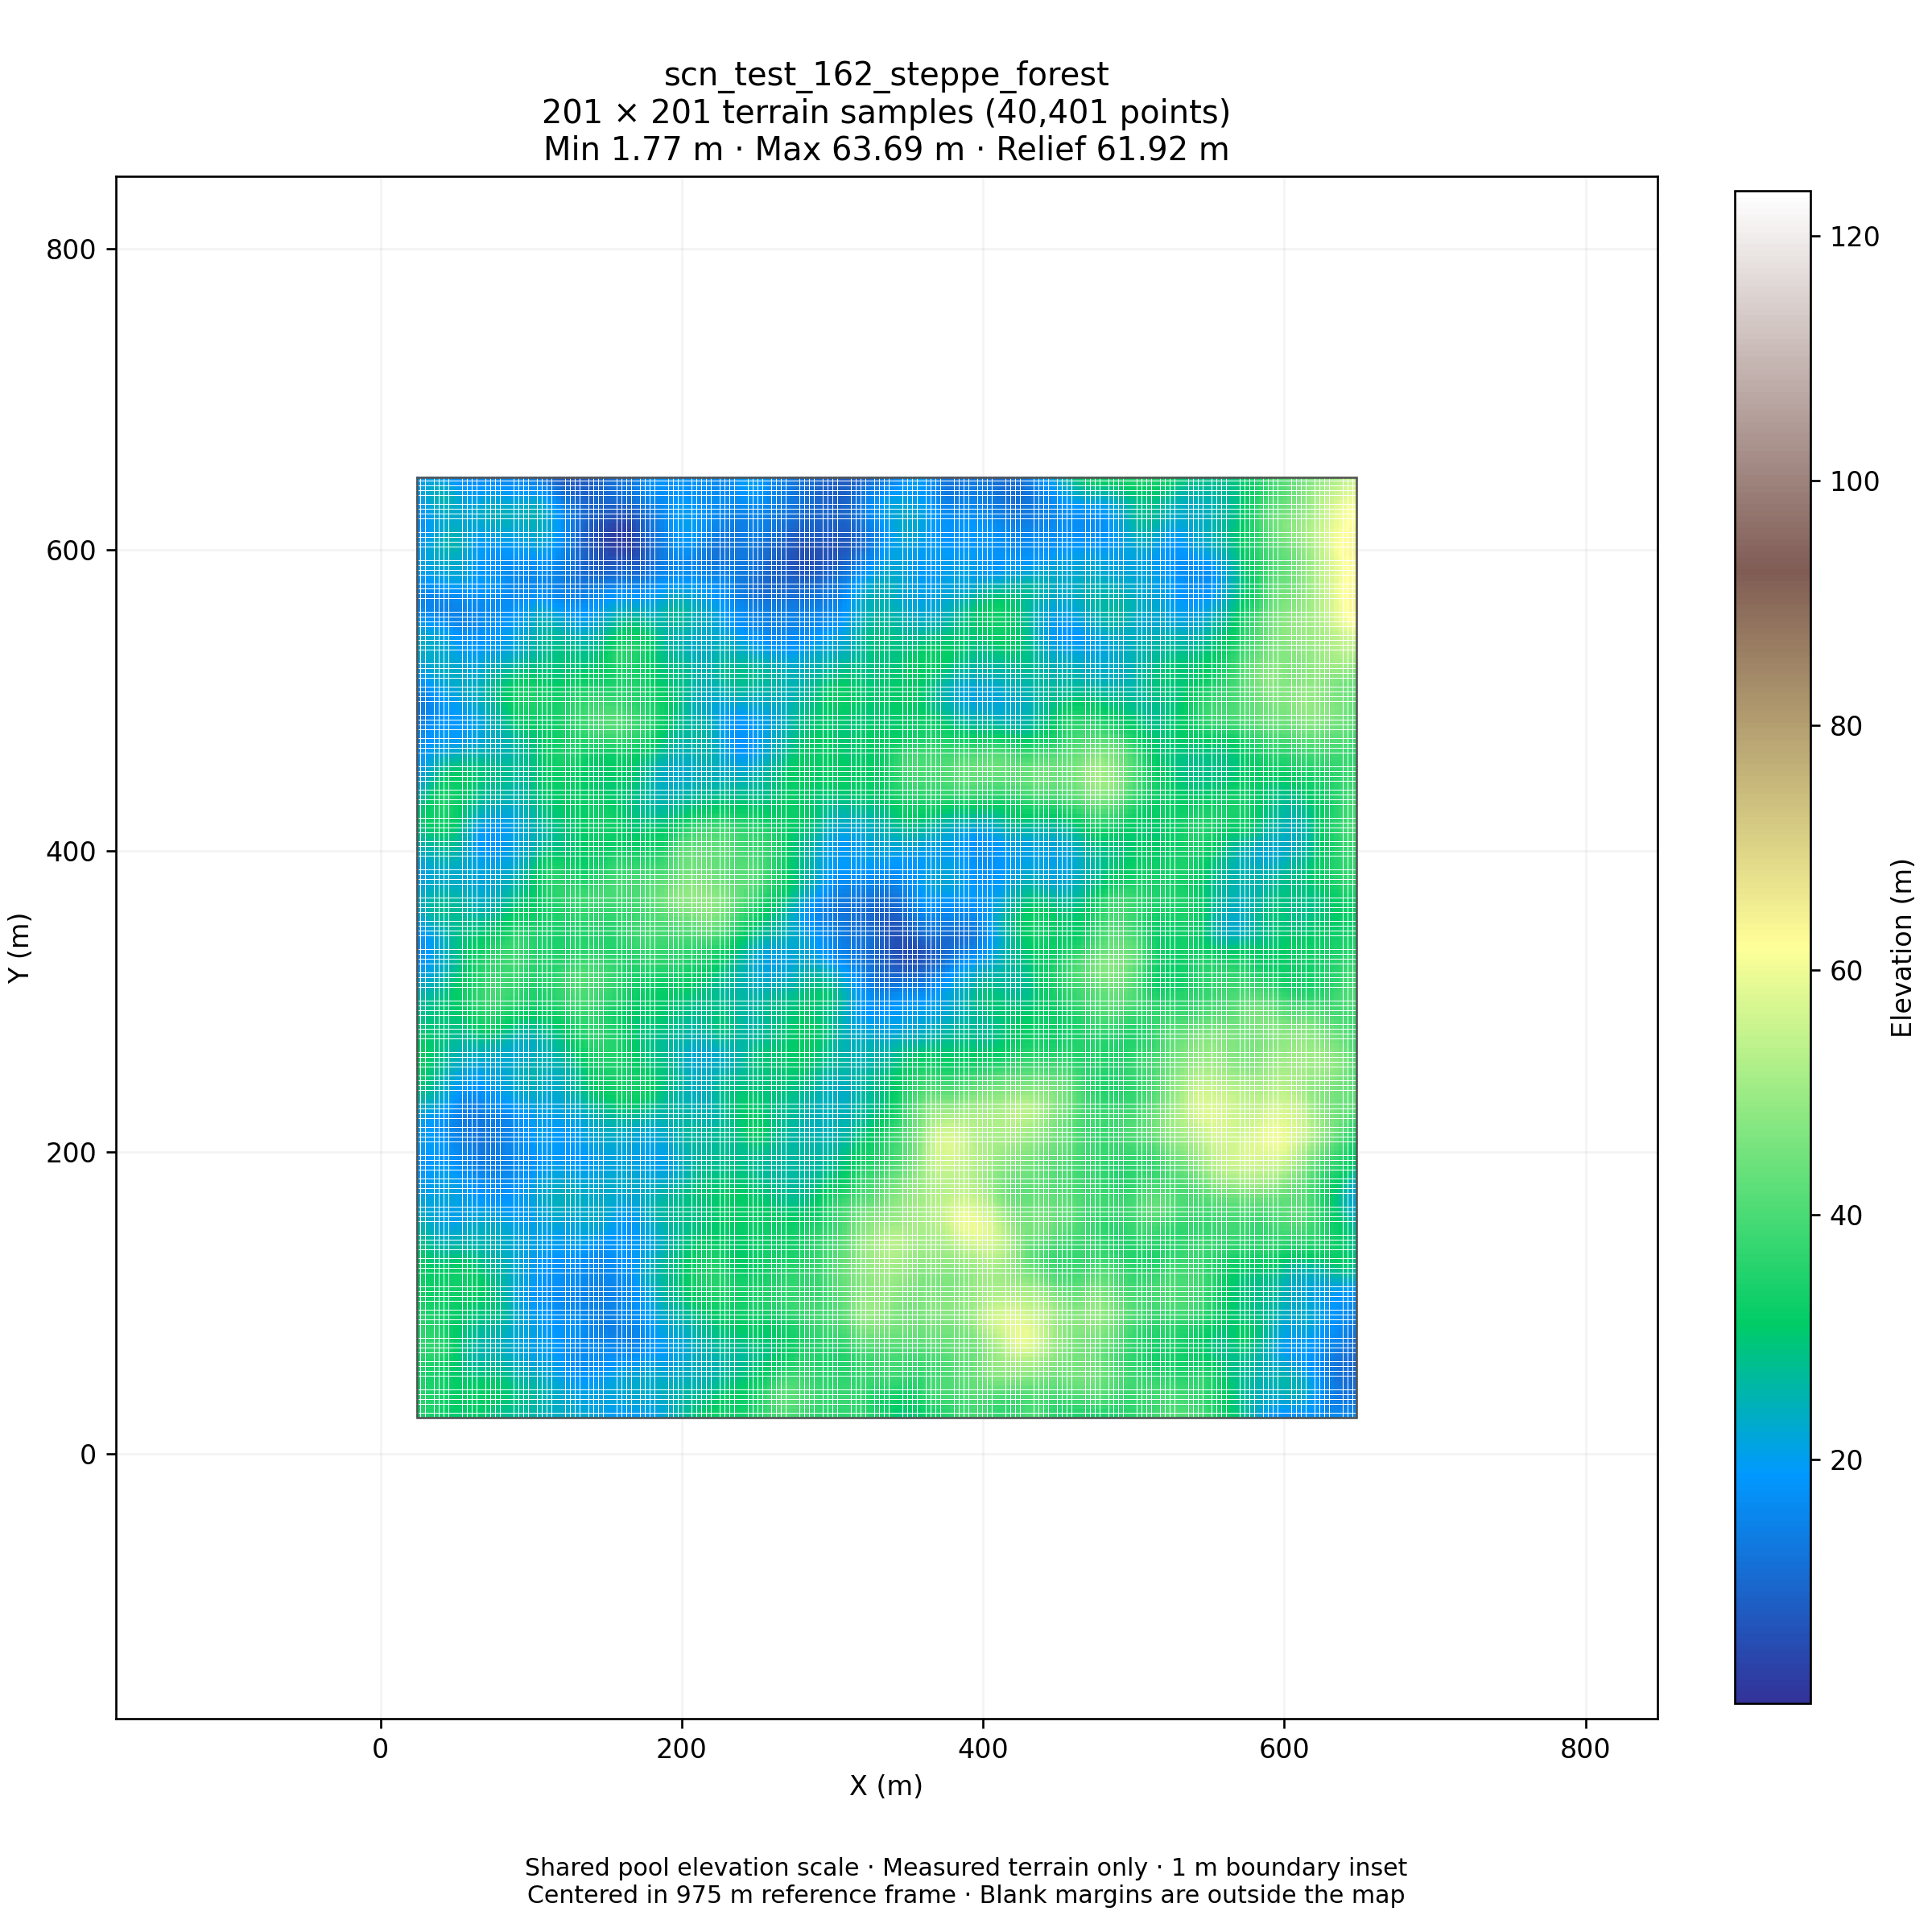 scn_test_162_steppe_forest
201 × 201 terrain samples (40,401 points)
Min 1.77 m · Max 63.69 m · Relief 61.92 m
800
600
400
200
0
Y (m)
0
200
400
600
800
X (m)
120
100
80
60
40
20
Elevation (m)
Shared pool elevation scale · Measured terrain only · 1 m boundary inset
Centered in 975 m reference frame · Blank margins are outside the map